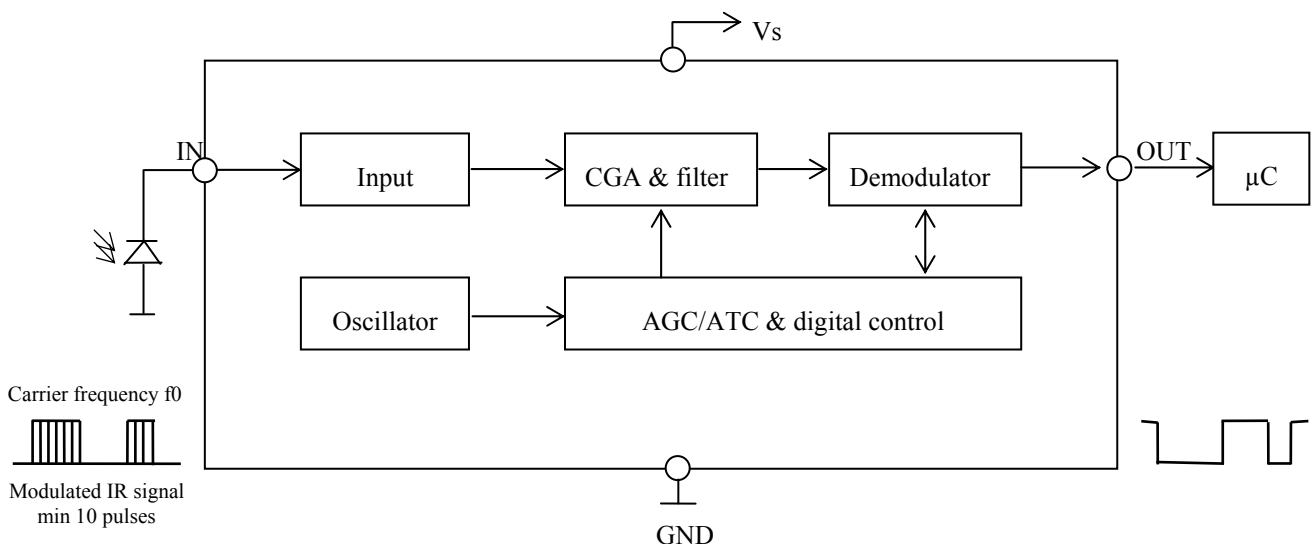 Vs
IN
Input
CGA & filter
Demodulator
OUT
µC
Oscillator
AGC/ATC & digital control
Carrier frequency f0
Modulated IR signal
min 10 pulses
GND